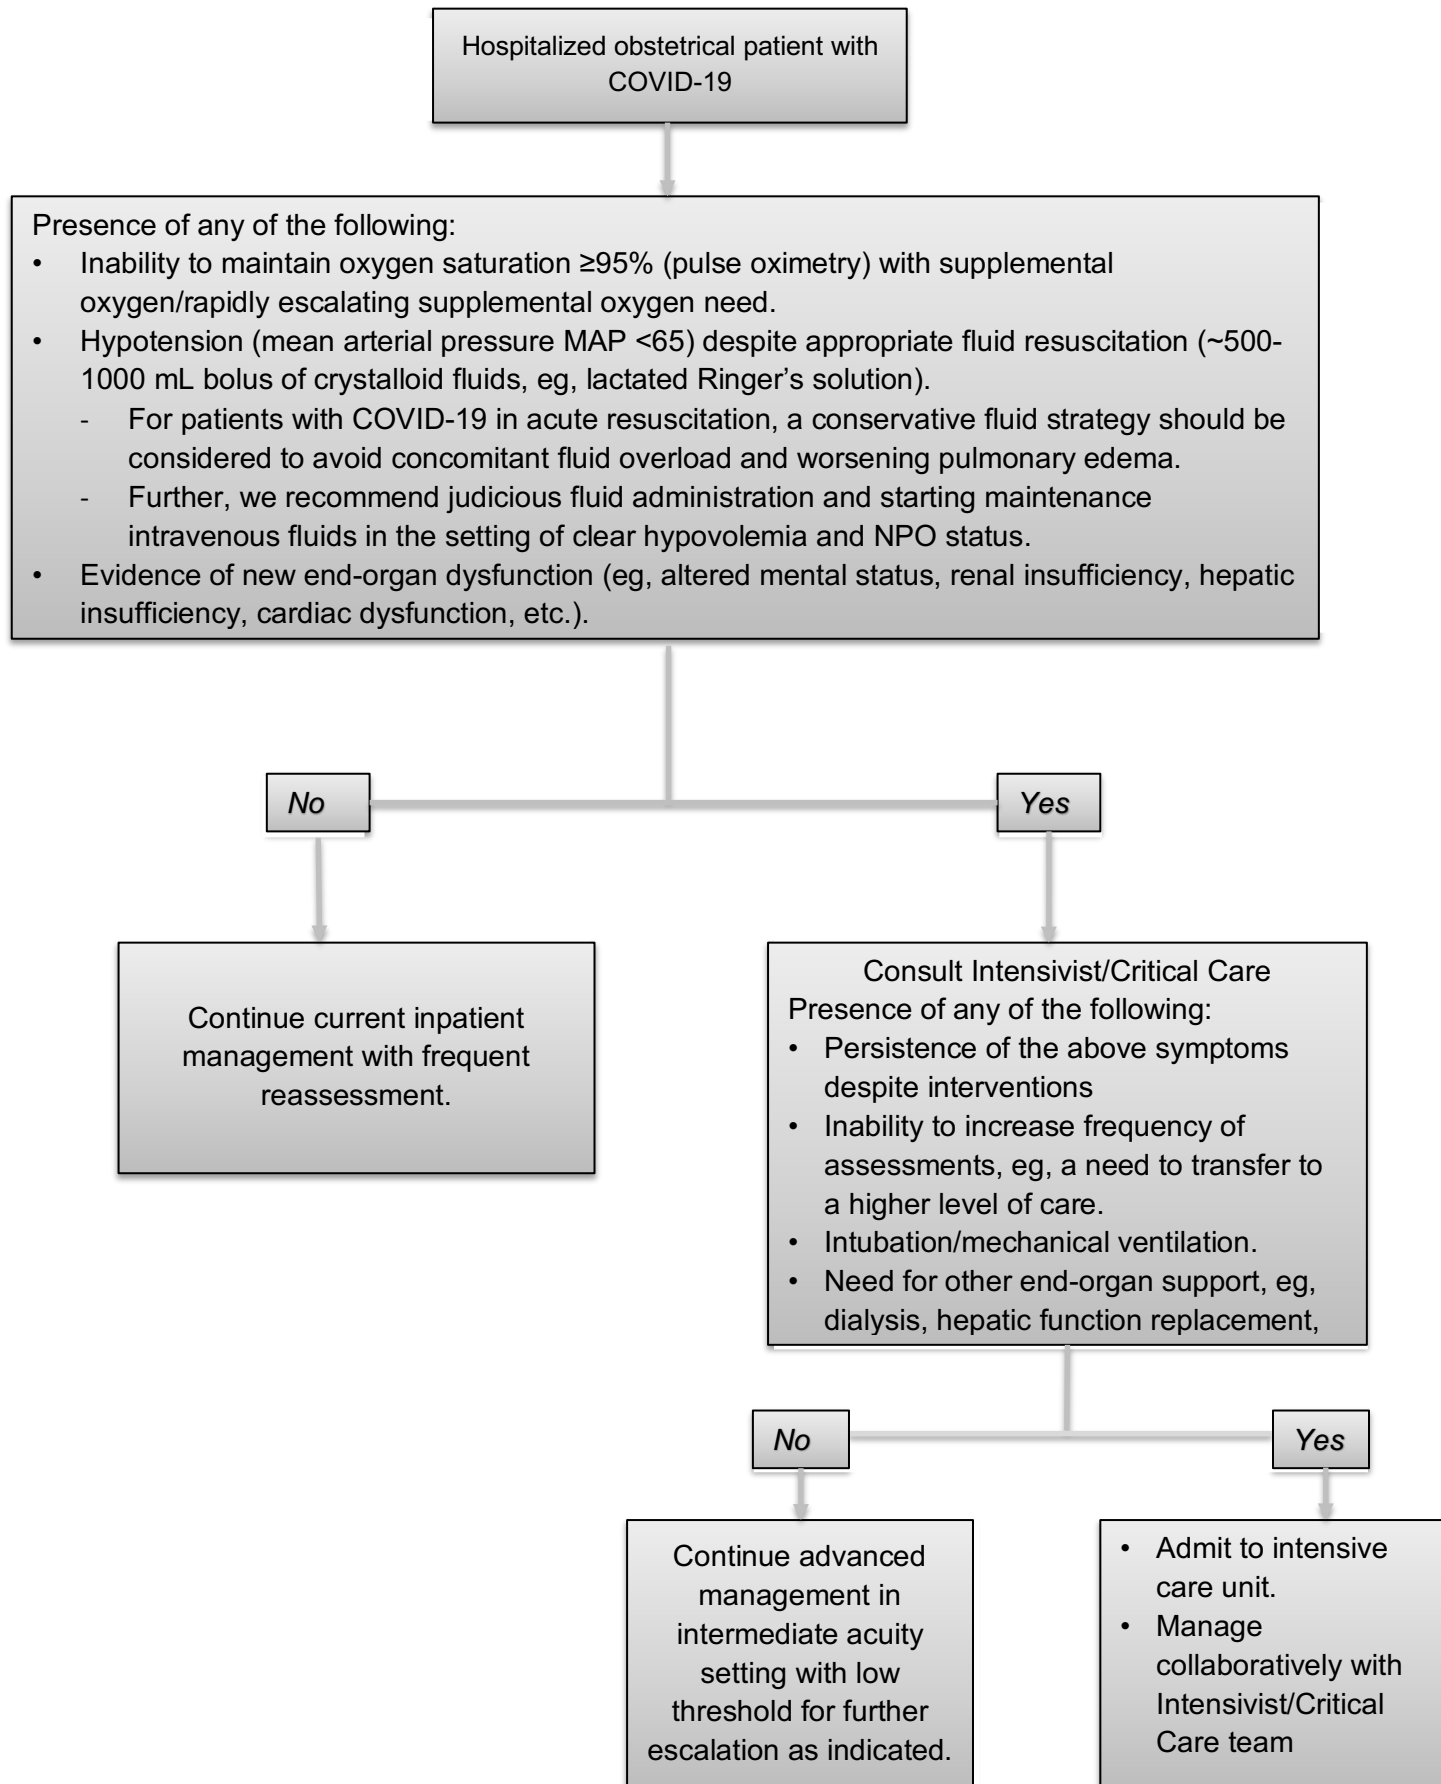 Hospitalized obstetrical patient with
COVID-19
Presence of any of the following:
• Inability to maintain oxygen saturation ≥95% (pulse oximetry) with supplemental
oxygen/rapidly escalating supplemental oxygen need.
• Hypotension (mean arterial pressure MAP <65) despite appropriate fluid resuscitation (~500-
1000 mL bolus of crystalloid fluids, eg, lactated Ringer’s solution).
- For patients with COVID-19 in acute resuscitation, a conservative fluid strategy should be
considered to avoid concomitant fluid overload and worsening pulmonary edema.
- Further, we recommend judicious fluid administration and starting maintenance
intravenous fluids in the setting of clear hypovolemia and NPO status.
• Evidence of new end-organ dysfunction (eg, altered mental status, renal insufficiency, hepatic
insufficiency, cardiac dysfunction, etc.).
No
Yes
Continue current inpatient
management with frequent
reassessment.
Consult Intensivist/Critical Care
Presence of any of the following:
• Persistence of the above symptoms
despite interventions
• Inability to increase frequency of
assessments, eg, a need to transfer to
a higher level of care.
• Intubation/mechanical ventilation.
• Need for other end-organ support, eg,
dialysis, hepatic function replacement,
No
Yes
Continue advanced
management in
intermediate acuity
setting with low
threshold for further
escalation as indicated.
• Admit to intensive
care unit.
• Manage
collaboratively with
Intensivist/Critical
Care team